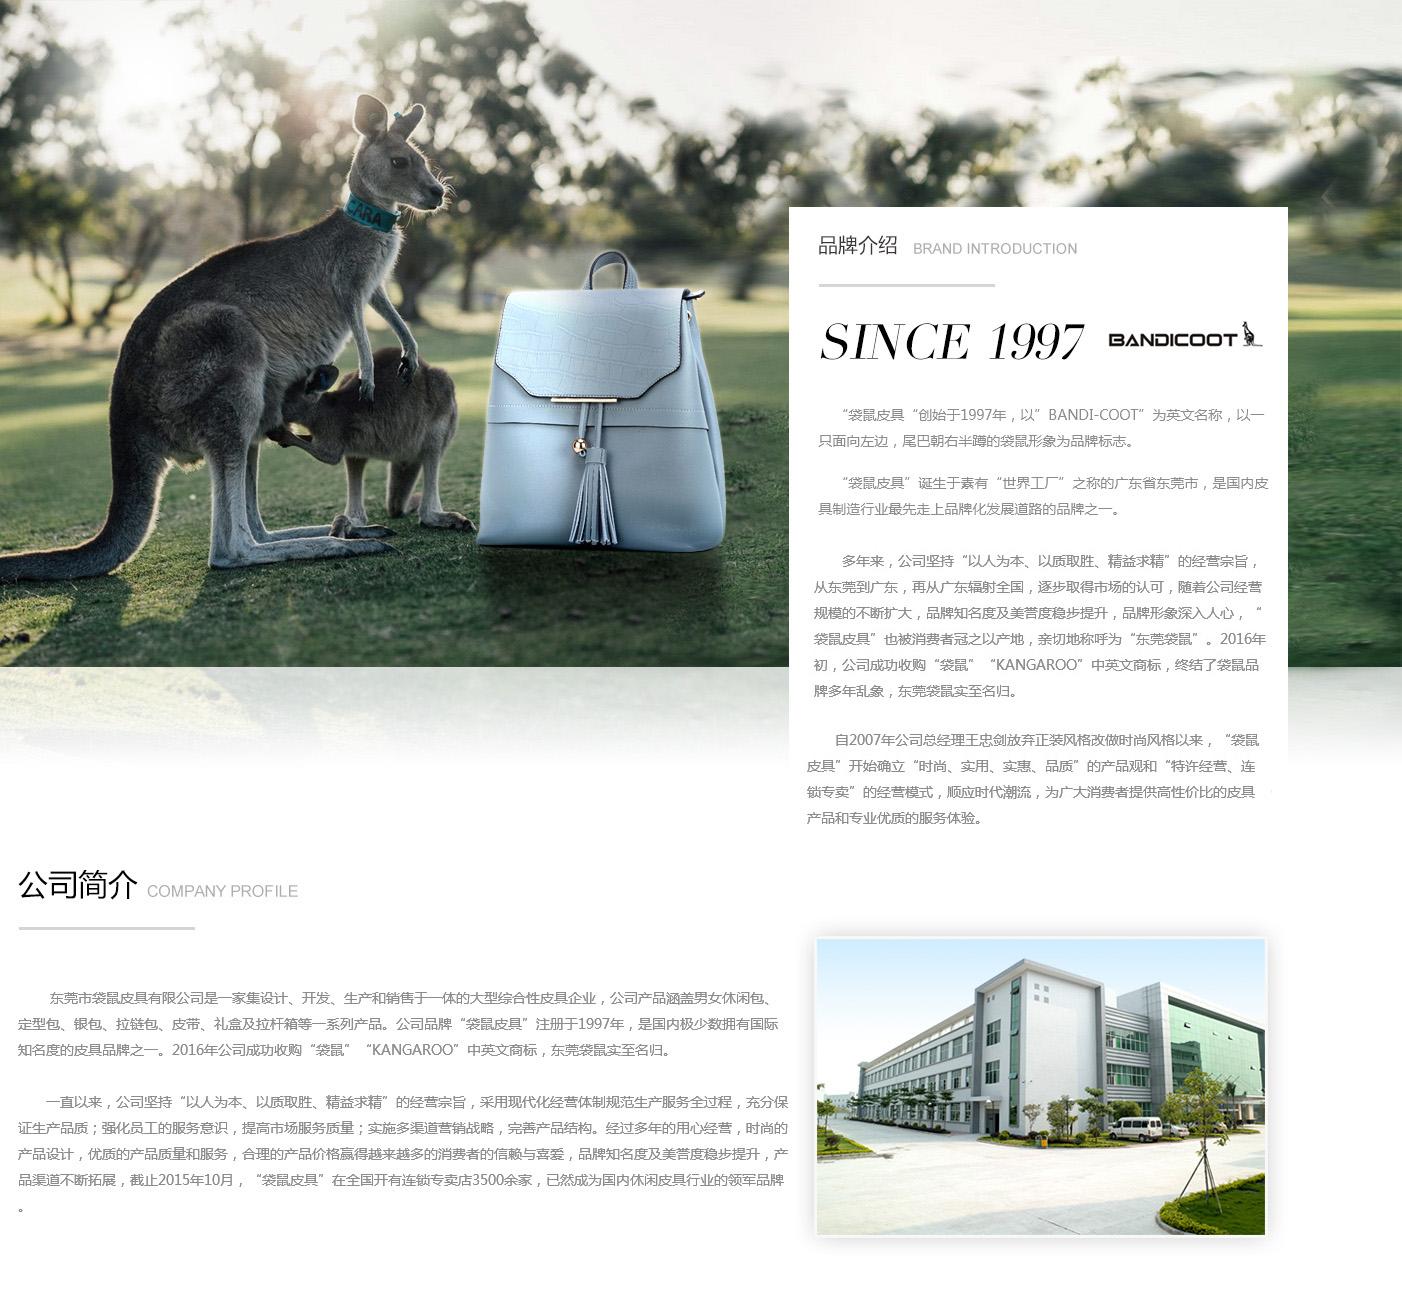 CARA
品牌介绍 BRAND INTRODUCTION
SINCE 1997 BANDICOOT
“袋鼠皮具“创始于1997年，以”BANDI-COOT”为英文名称，以一
只面向左边，尾巴朝右半蹲的袋鼠形象为品牌标志。
“袋鼠皮具”诞生于素有“世界工厂”之称的广东省东莞市，是国内皮
具制造行业最先走上品牌化发展道路的品牌之一。
多年来，公司坚持“以人为本、以质取胜、精益求精”的经营宗旨，
从东莞到广东，再从广东辐射全国，逐步取得市场的认可，随着公司经营
规模的不断扩大，品牌知名度及美誉度稳步提升，品牌形象深入人心，“
袋鼠皮具”也被消费者冠之以产地，亲切地称呼为“东莞袋鼠”。2016年
初，公司成功收购“袋鼠”“KANGAROO”中英文商标，终结了袋鼠品
牌多年乱象，东莞袋鼠实至名归。
自2007年公司总经理王忠剑放弃正装风格改做时尚风格以来，“袋鼠
皮具”开始确立“时尚、实用、实惠、品质”的产品观和“特许经营、连
锁专卖”的经营模式，顺应时代潮流，为广大消费者提供高性价比的皮具
产品和专业优质的服务体验。
公司简介 COMPANY PROFILE
东莞市袋鼠皮具有限公司是一家集设计、开发、生产和销售于一体的大型综合性皮具企业，公司产品涵盖男女休闲包、
定型包、银包、拉链包、皮带、礼盒及拉杆箱等一系列产品。公司品牌“袋鼠皮具”注册于1997年，是国内极少数拥有国际
知名度的皮具品牌之一。2016年公司成功收购“袋鼠”“KANGAROO”中英文商标，东莞袋鼠实至名归。
一直以来，公司坚持“以人为本、以质取胜、精益求精”的经营宗旨，采用现代化经营体制规范生产服务全过程，充分保
证生产品质；强化员工的服务意识，提高市场服务质量；实施多渠道营销战略，完善产品结构。经过多年的用心经营，时尚的
产品设计，优质的产品质量和服务，合理的产品价格赢得越来越多的消费者的信赖与喜爱，品牌知名度及美誉度稳步提升，产
品渠道不断拓展，截止2015年10月，“袋鼠皮具”在全国开有连锁专卖店3500余家，已然成为国内休闲皮具行业的领军品牌
。